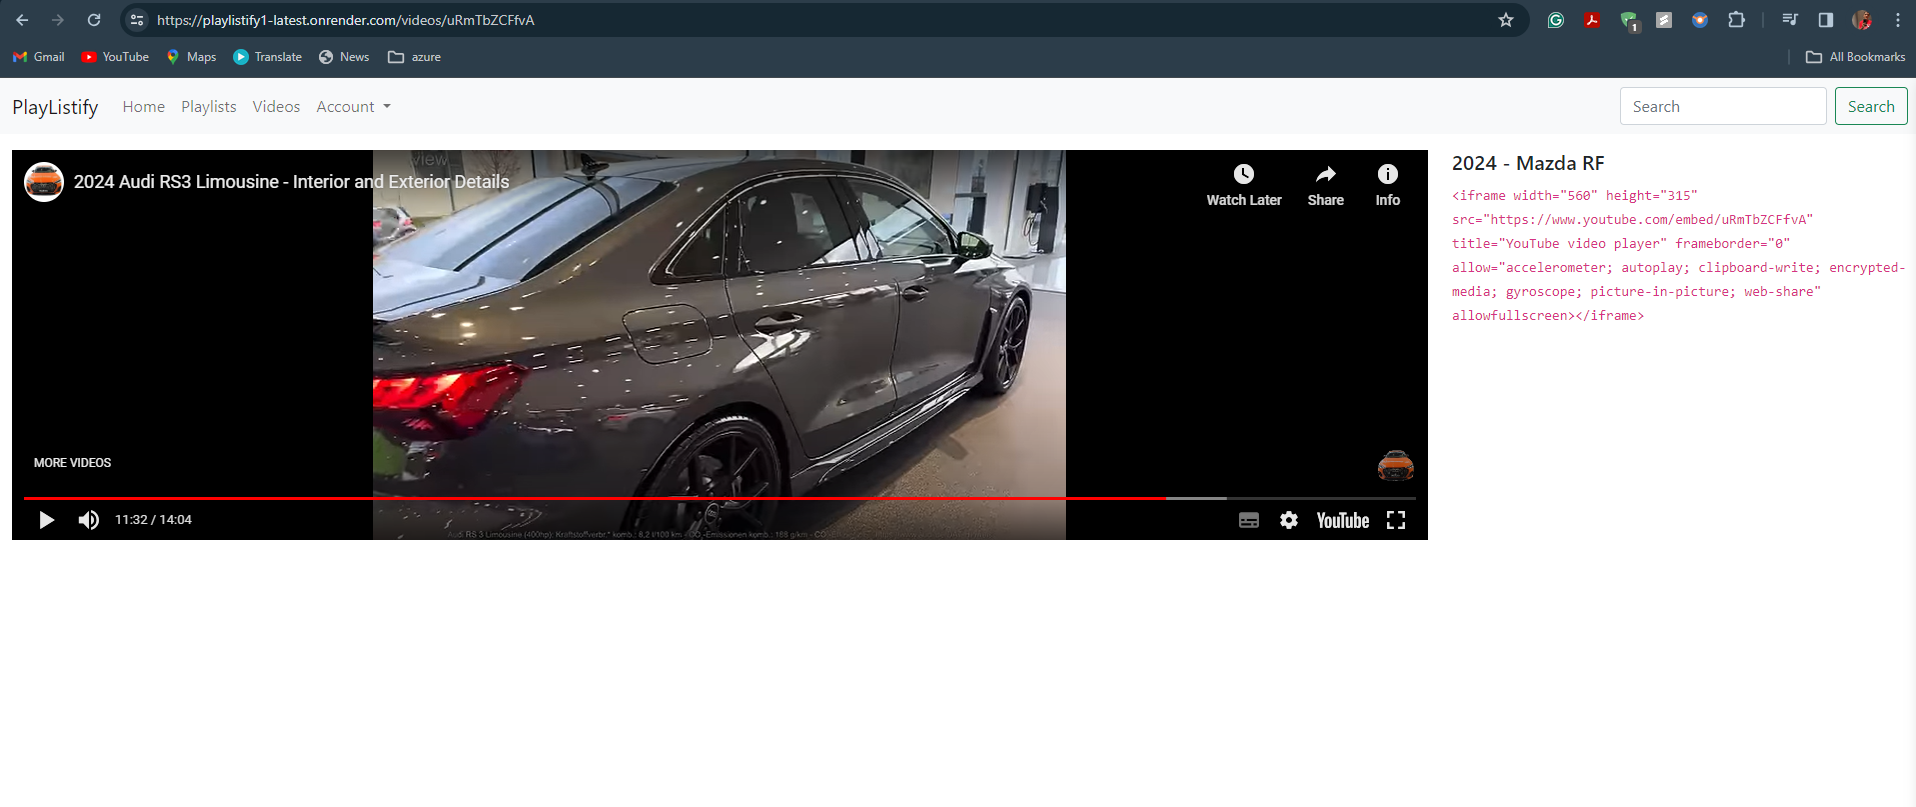 https://playlistify1-latest.onrender.com/videos/uRmTbZCFfvA
1
Gmail YouTube Maps Translate News azure All Bookmarks
PlayListify Home Playlists Videos Account Search Search
2024 Audi RS3 Limousine - Interior and Exterior Details
view
Watch Later Share Info
MORE VIDEOS
11:32 / 14:04
YouTube
2024 - Mazda RF
<iframe width="560" height="315"
src="https://www.youtube.com/embed/uRmTbZCFfvA"
title="YouTube video player" frameborder="0"
allow="accelerometer; autoplay; clipboard-write; encrypted-
media; gyroscope; picture-in-picture; web-share"
allowfullscreen></iframe>